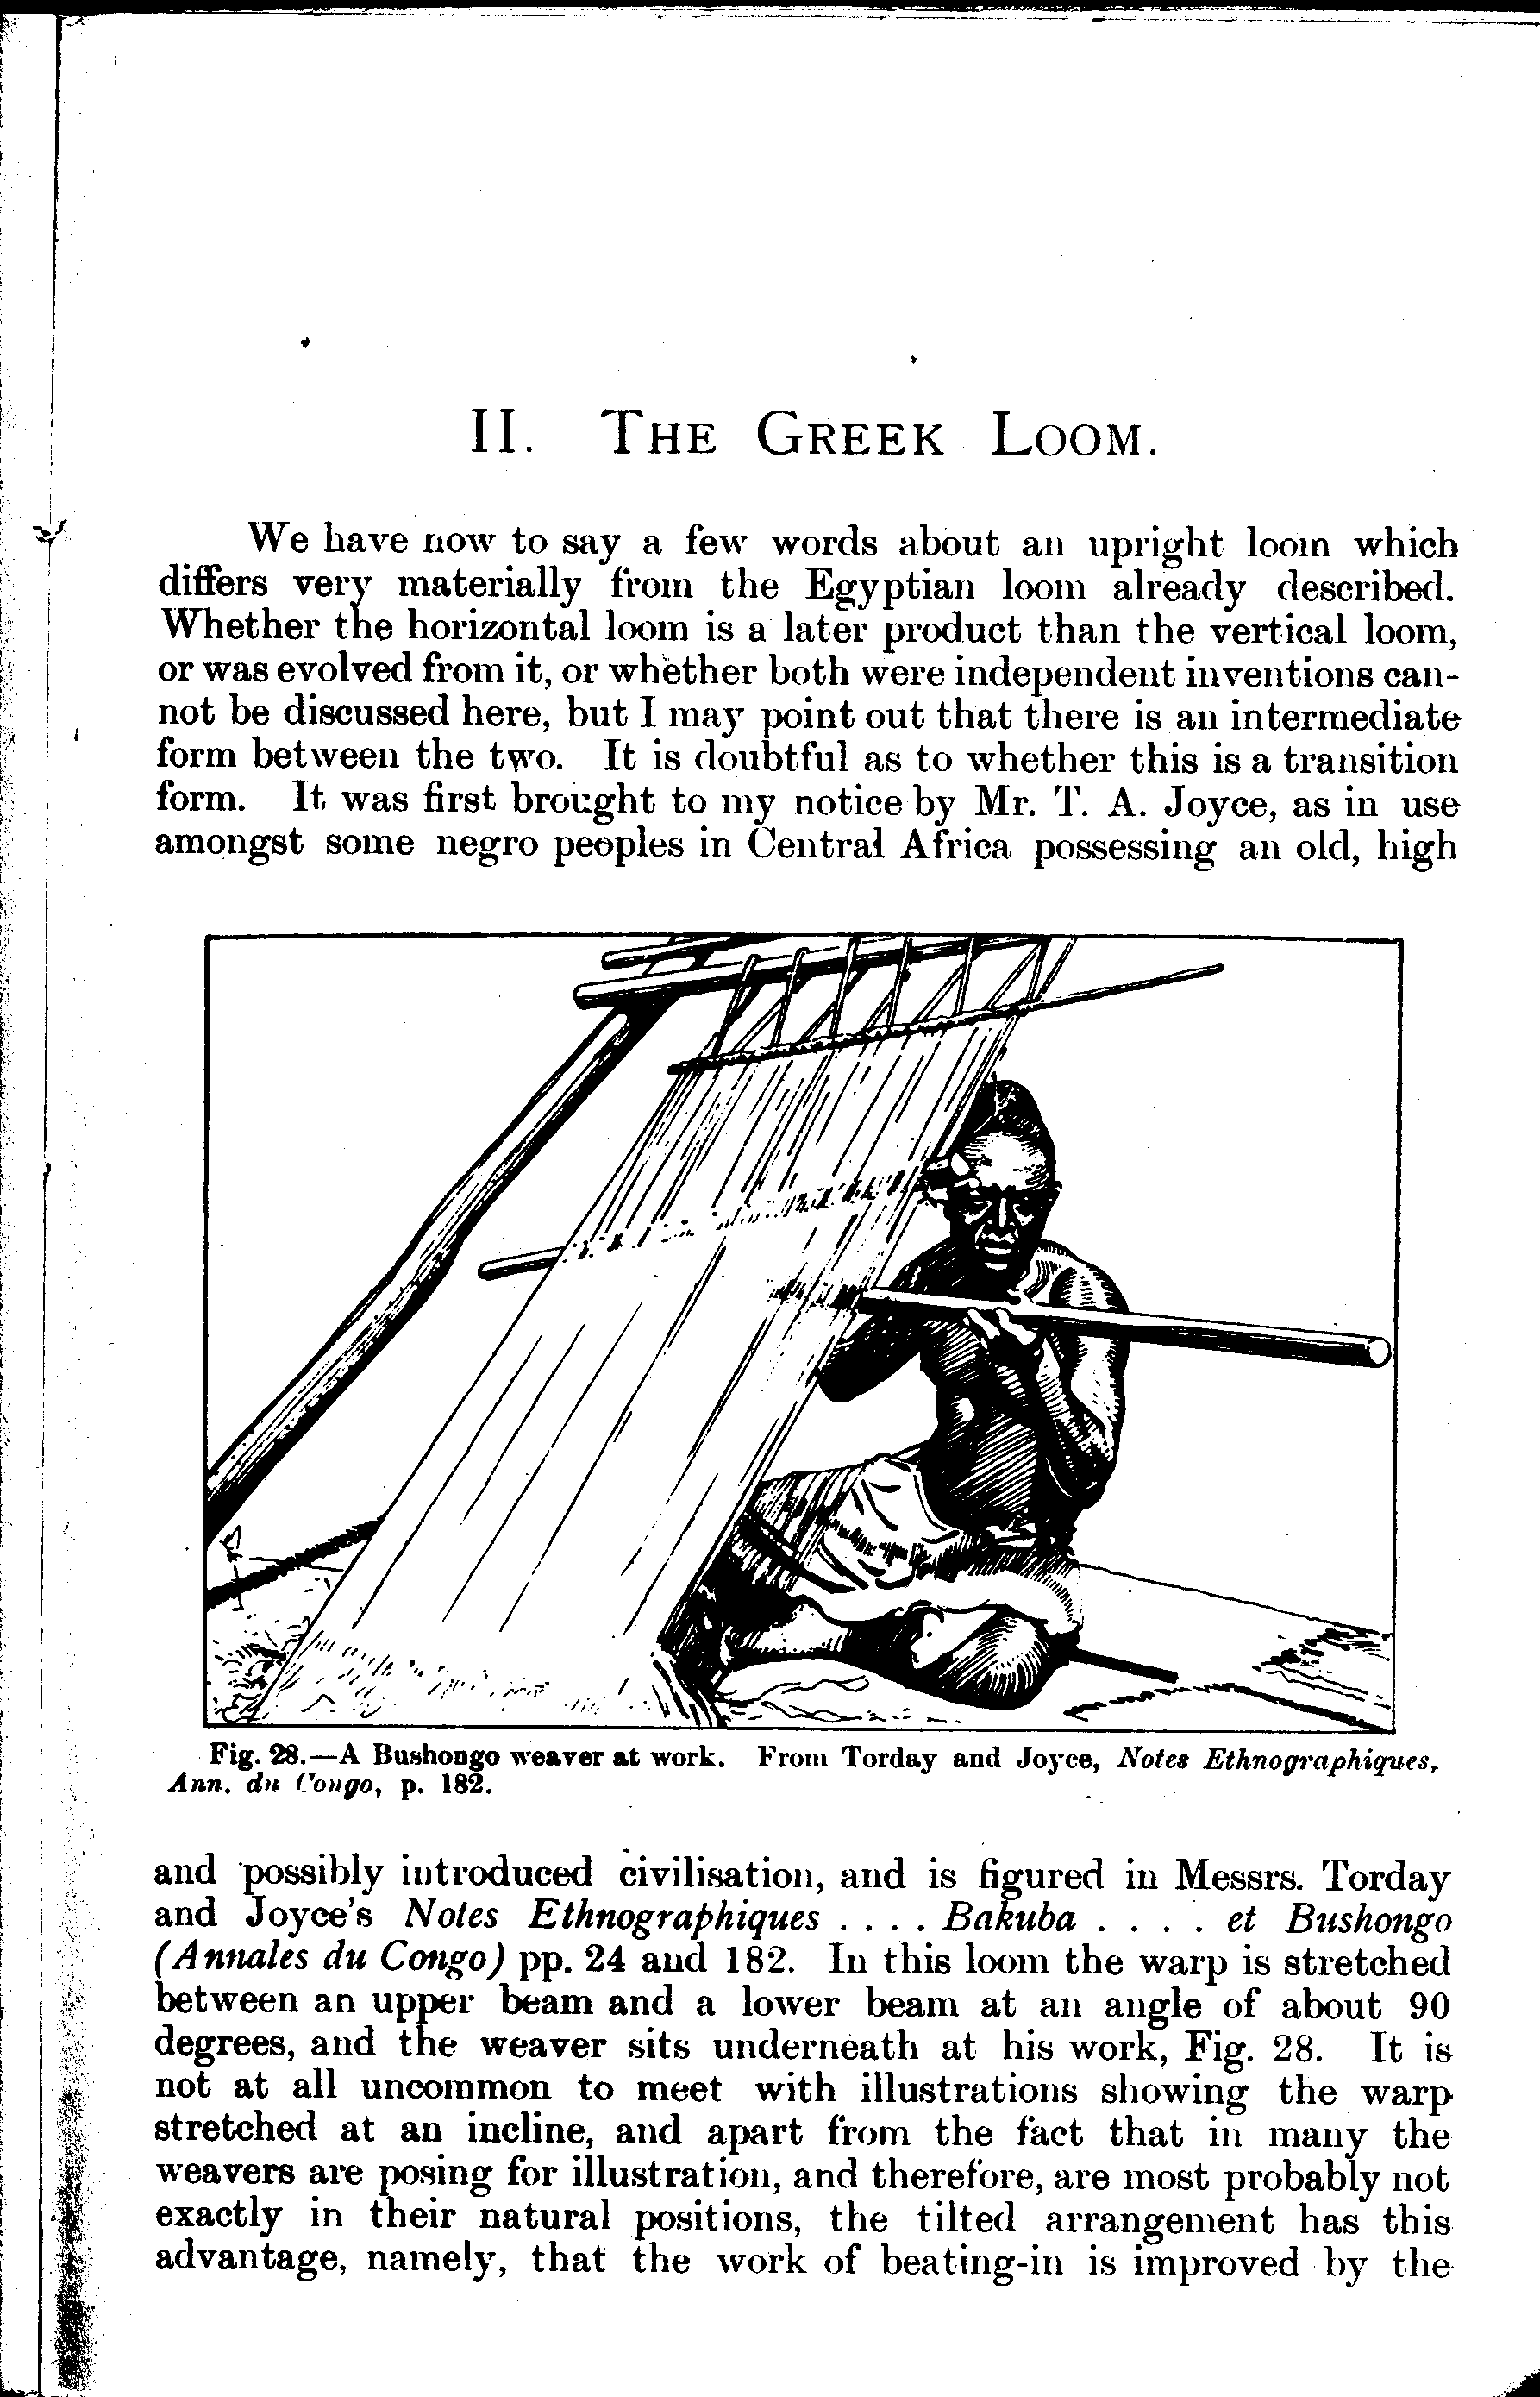 II. The Greek Loom.
We have now to say a few words about an upright loom which
differs very materially from the Egyptian loom already described.
Whether the horizontal loom is a later product than the vertical loom,
or was evolved from it, or whether both were independent inventions can-
not be discussed here, but I may point out that there is an intermediate
form between the two. It is doubtful as to whether this is a transition
form. It was first brought to my notice by Mr. T. A. Joyce, as in use
amongst some negro peoples in Central Africa possessing an old, high
Fig. 28.—A Bushongo weaver at work. From Torday and Joyce, Notes Ethnographiques,
Ann. du Congo, p. 182.
and possibly introduced civilisation, and is figured in Messrs. Torday
and Joyce's Notes Ethnographiques . . . . Bakuba . . . . et Bushongo
(Annales du Congo) pp. 24 and 182. In this loom the warp is stretched
between an upper beam and a lower beam at an angle of about 90
degrees, and the weaver sits underneath at his work, Fig. 28. It is
not at all uncommon to meet with illustrations showing the warp
stretched at an incline, and apart from the fact that in many the
weavers are posing for illustration, and therefore, are most probably not
exactly in their natural positions, the tilted arrangement has this
advantage, namely, that the work of beating-in is improved by the